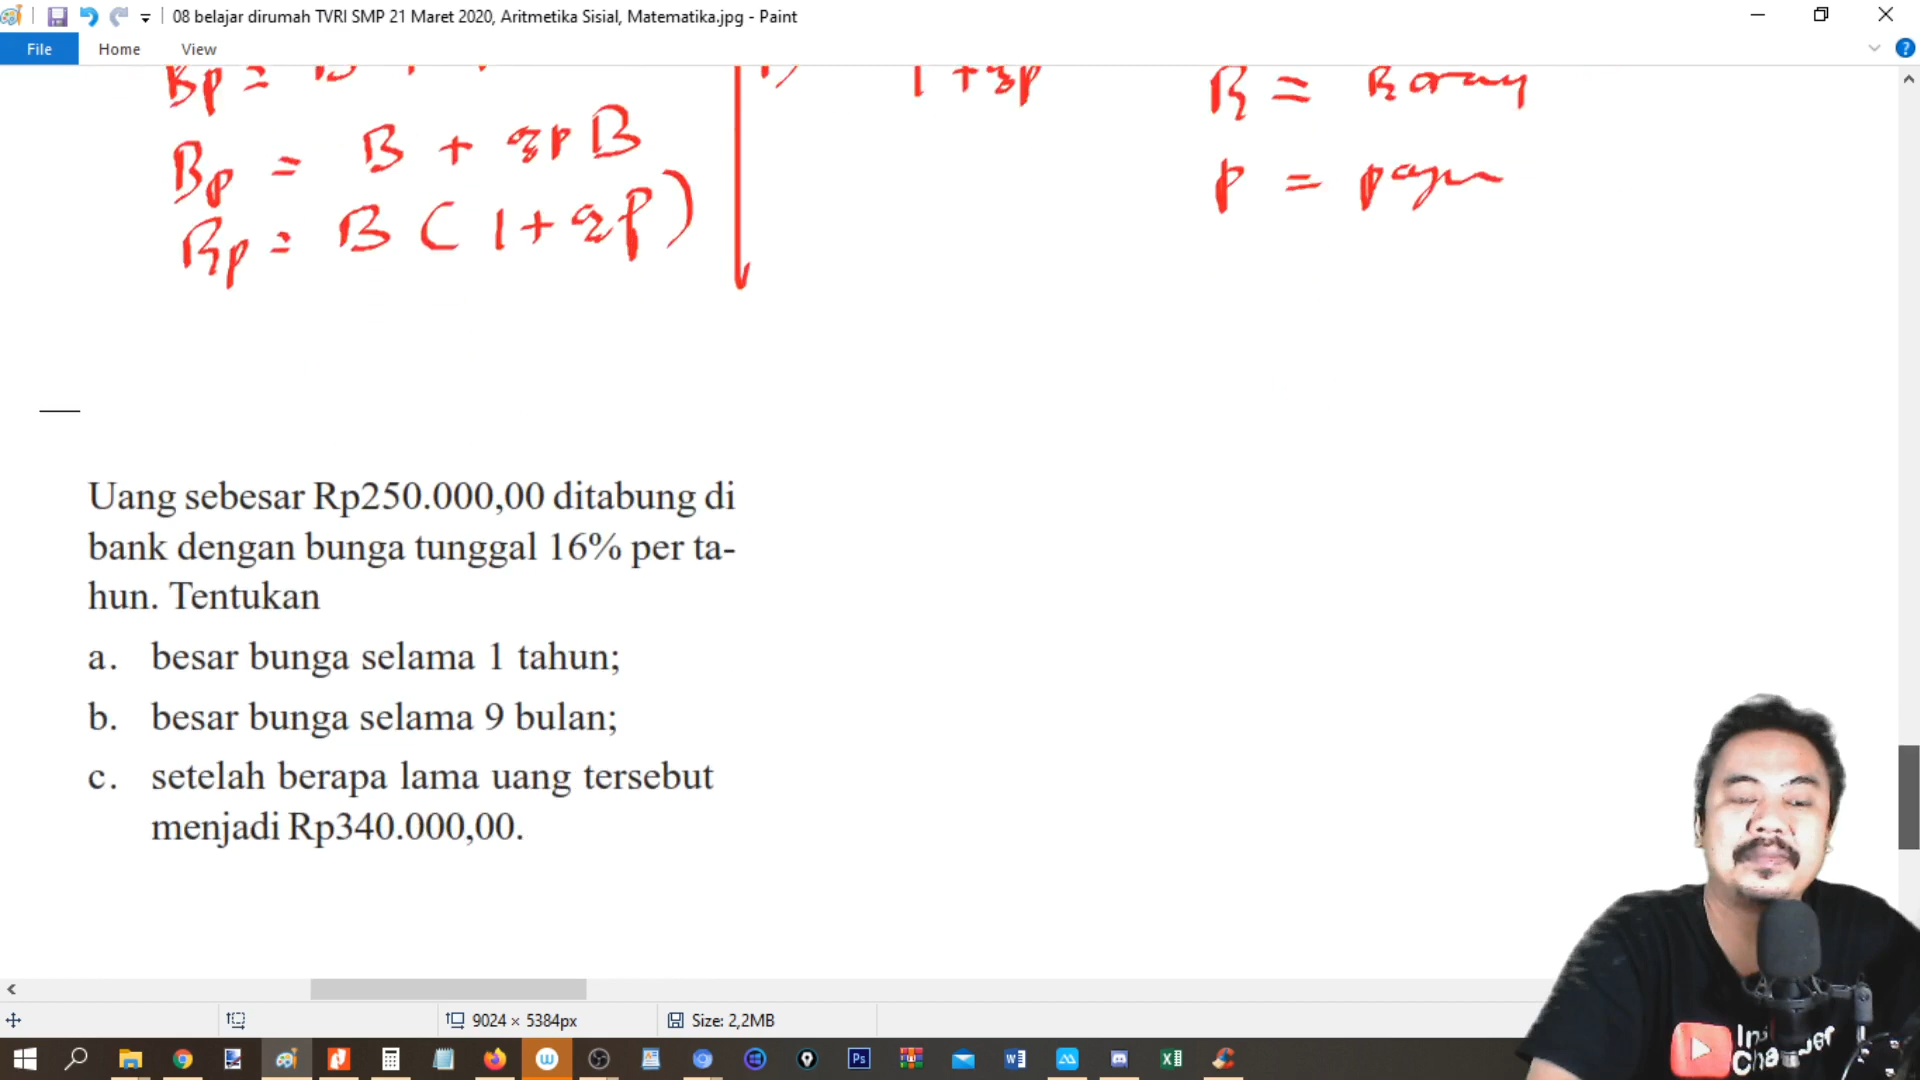 08 belajar dirumah TVRI SMP 21 Maret 2020, Aritmetika Sisial, Matematika.jpg - Paint
File Home View
Bp = B
1 + %p
B = Boray
Bp = B + %p B
p = pajak
Bp = B ( 1 + %p )
Uang sebesar Rp250.000,00 ditabung di
bank dengan bunga tunggal 16% per ta-
hun. Tentukan
a. besar bunga selama 1 tahun;
b. besar bunga selama 9 bulan;
c. setelah berapa lama uang tersebut
menjadi Rp340.000,00.
9024 × 5384px
Size: 2,2MB